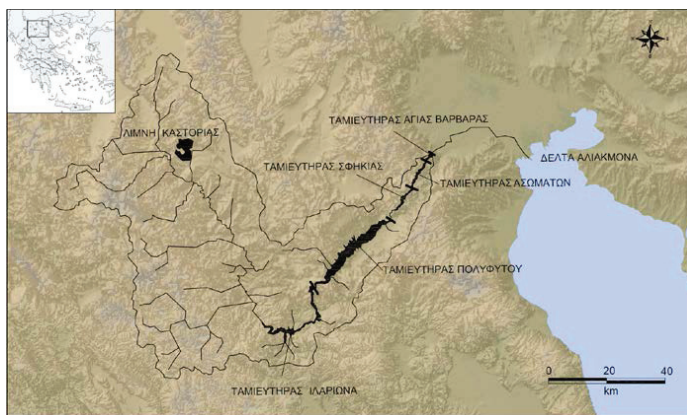 ΛΙΜΝΗ ΚΑΣΤΟΡΙΑΣ
ΤΑΜΙΕΥΤΗΡΑΣ ΑΓΙΑΣ ΒΑΡΒΑΡΑΣ
ΤΑΜΙΕΥΤΗΡΑΣ ΣΦΗΚΙΑΣ
ΔΕΛΤΑ ΑΛΙΑΚΜΟΝΑ
ΤΑΜΙΕΥΤΗΡΑΣ ΑΣΩΜΑΤΩΝ
ΤΑΜΙΕΥΤΗΡΑΣ ΠΟΛΥΦΥΤΟΥ
ΤΑΜΙΕΥΤΗΡΑΣ ΙΛΑΡΙΩΝΑ
0 20 40
km